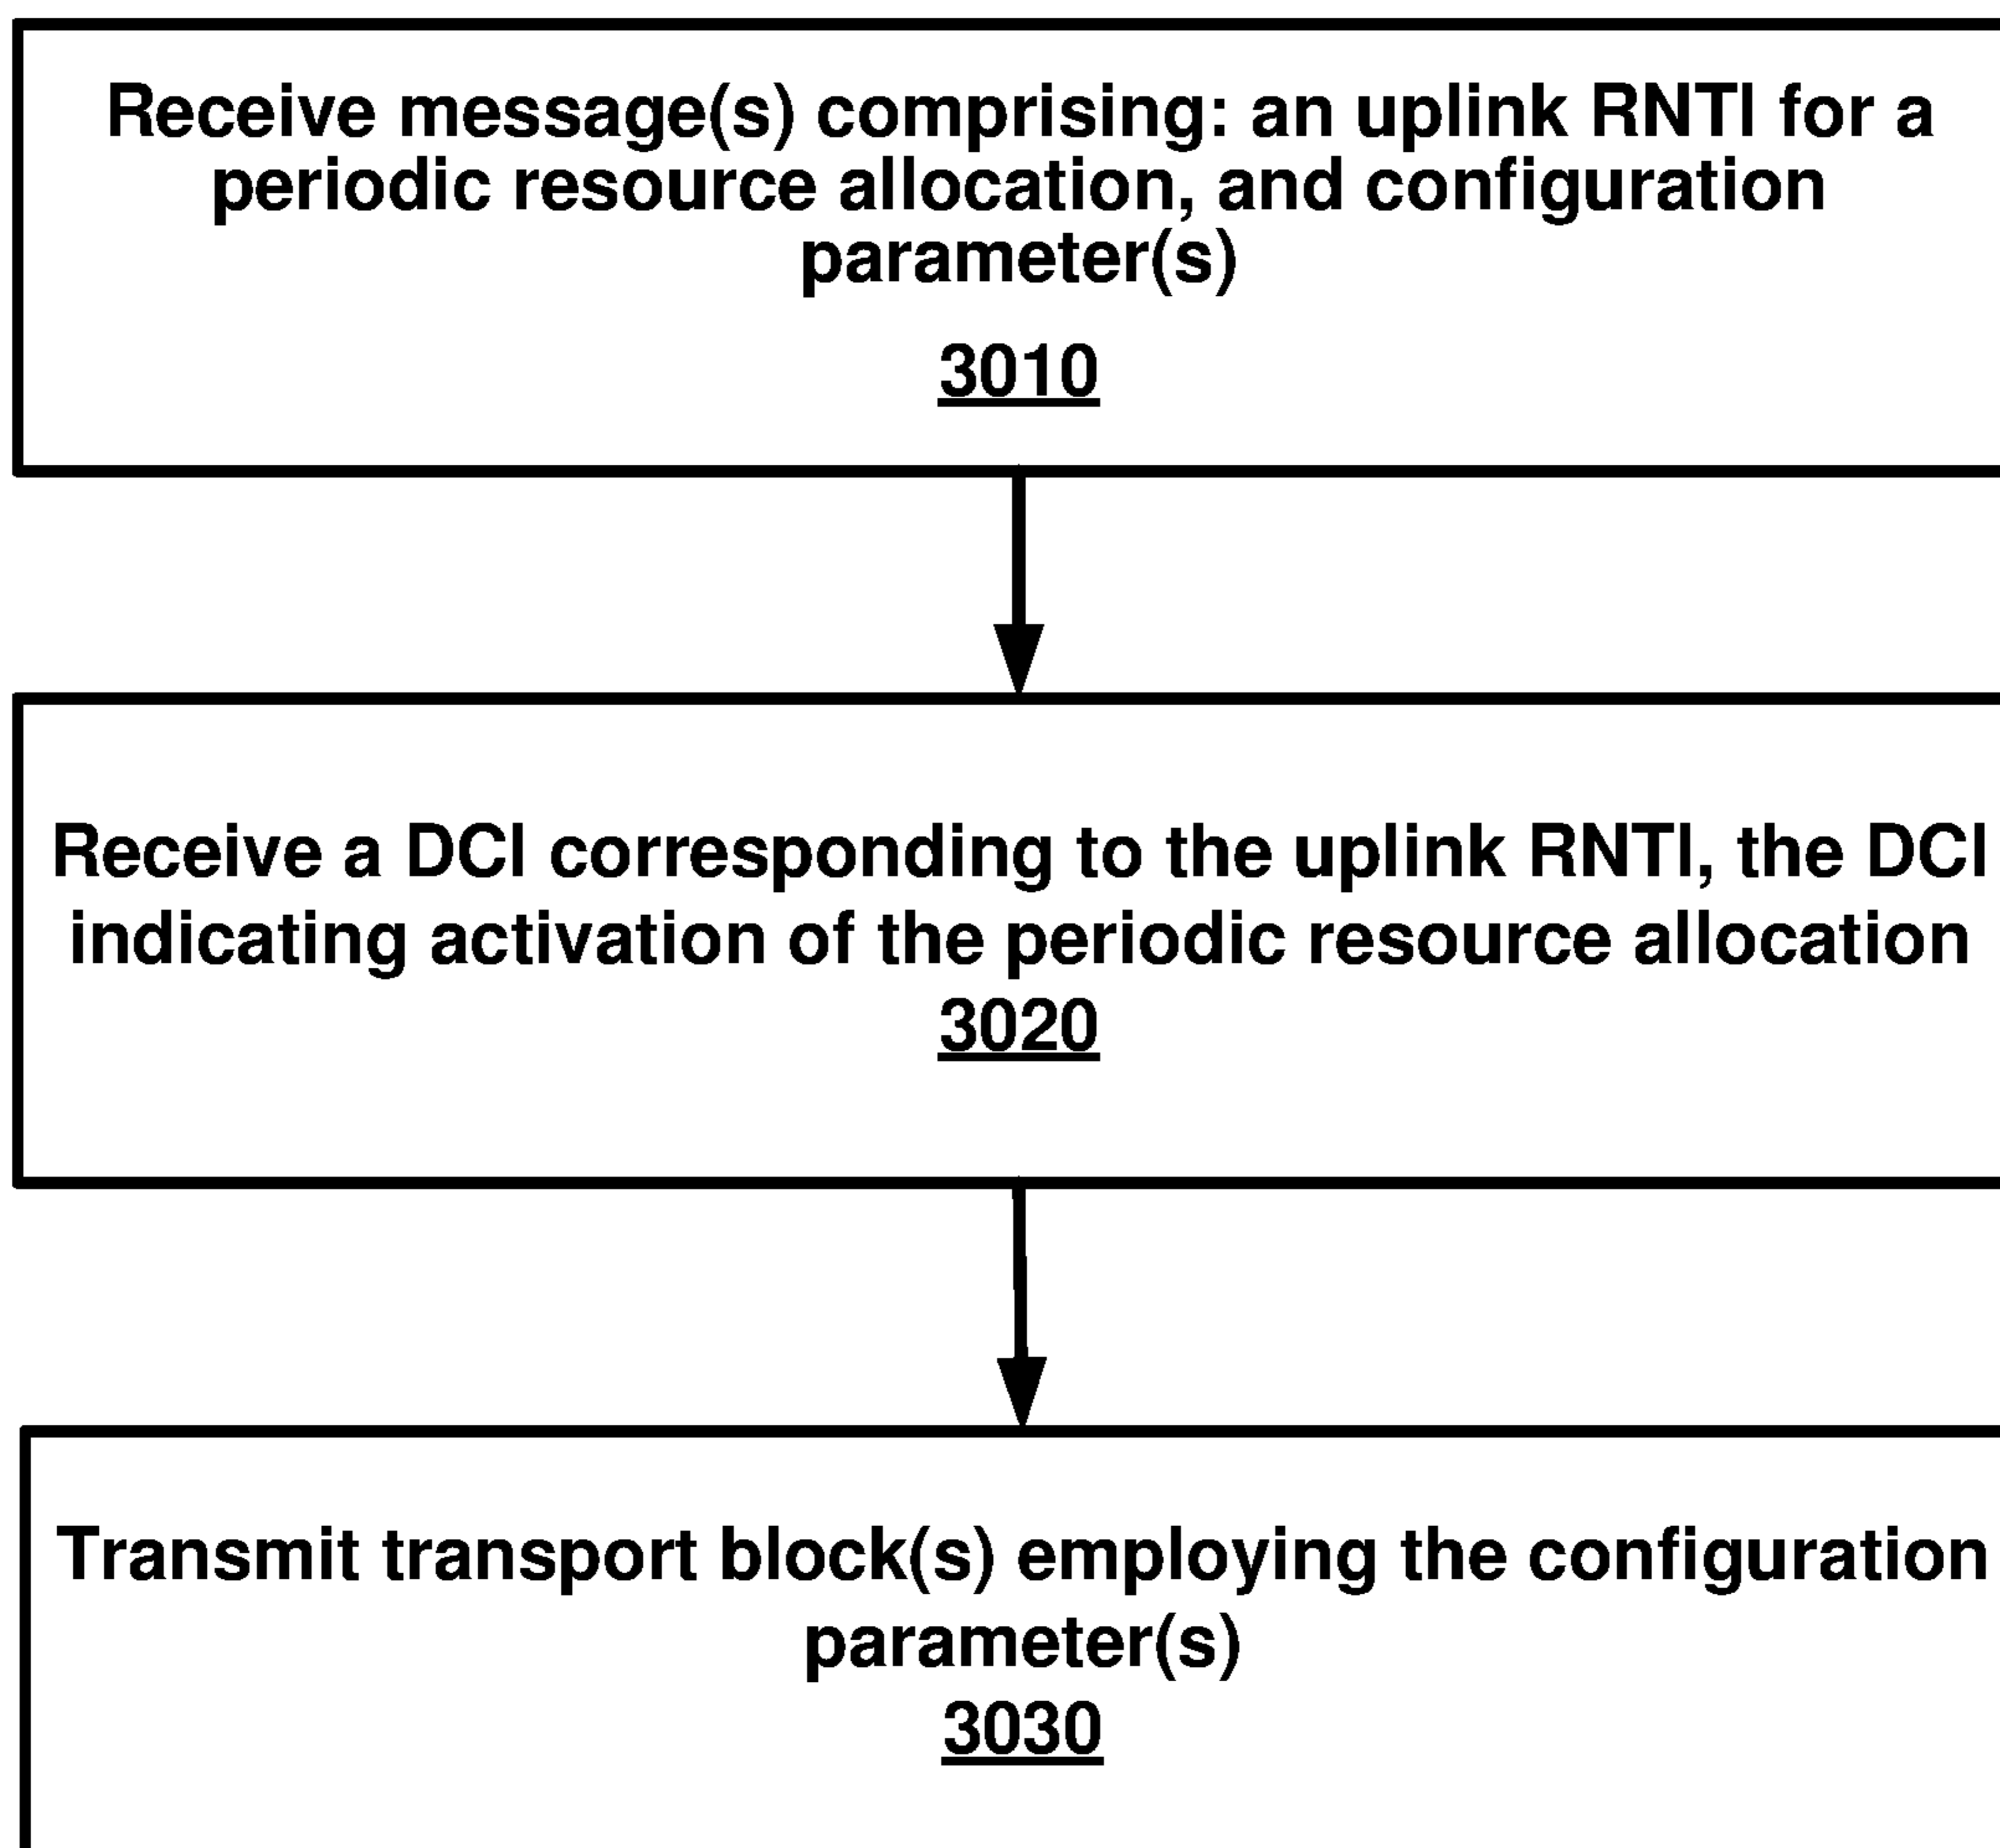 Receive message(s) comprising: an uplink RNTI for a
periodic resource allocation, and configuration
parameter(s)
3010
Receive a DCI corresponding to the uplink RNTI, the DCI
indicating activation of the periodic resource allocation
3020
Transmit transport block(s) employing the configuration
parameter(s)
3030